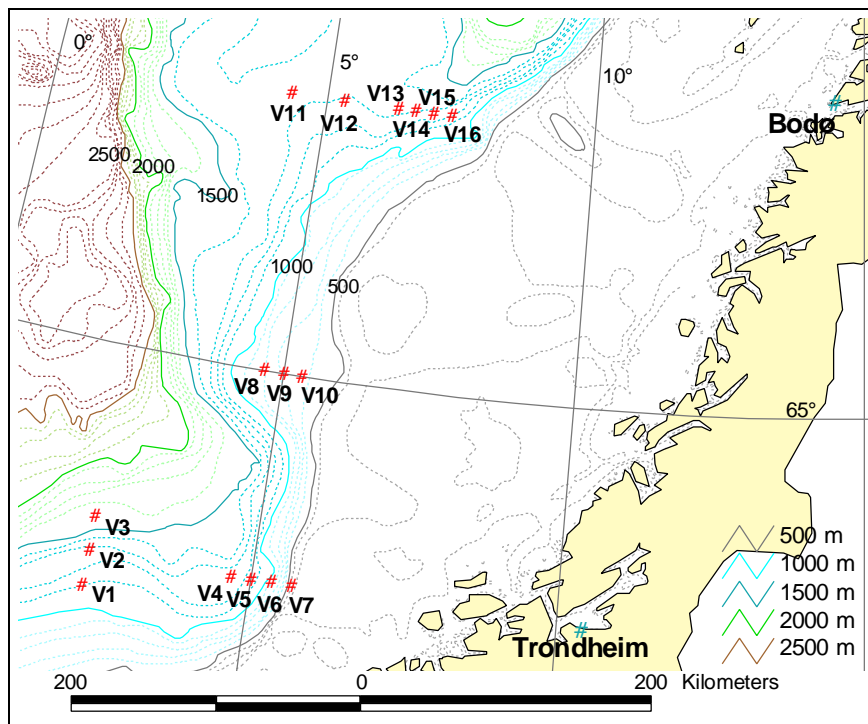 0°
5°
10°
V13
V15
V11
V12
V14
V16
Bodø
2500
2000
1500
1000
500
V8
V9
V10
65°
V3
V2
V1
V4
V5
V6
V7
Trondheim
500 m
1000 m
1500 m
2000 m
2500 m
200
0
200
Kilometers